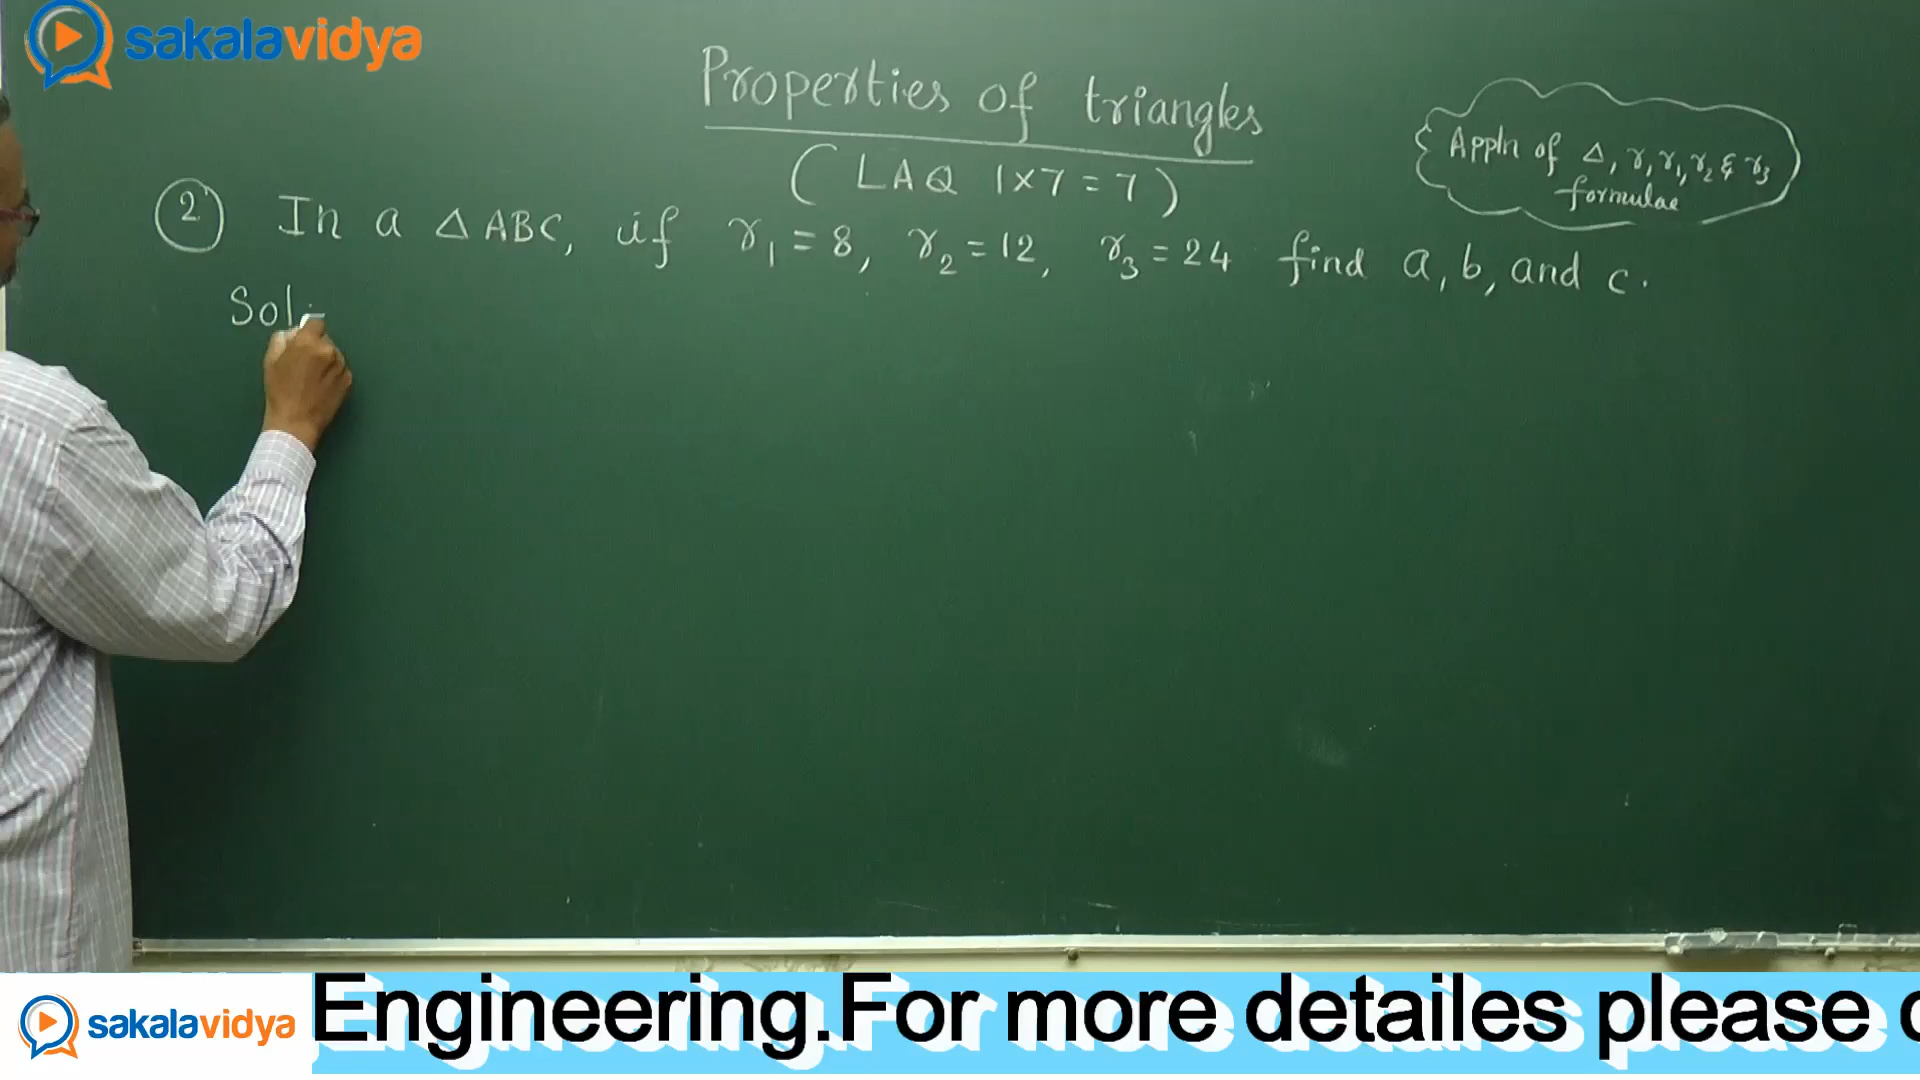 sakalavidya
Properties of triangles
( LAQ 1×7=7 )
Appln of Δ, r, r₁, r₂ & r₃
formulae
2 In a △ ABC, if r₁ = 8, r₂ = 12, r₃ = 24 find a, b, and c.
Sol
sakalavidya Engineering.For more detailes please